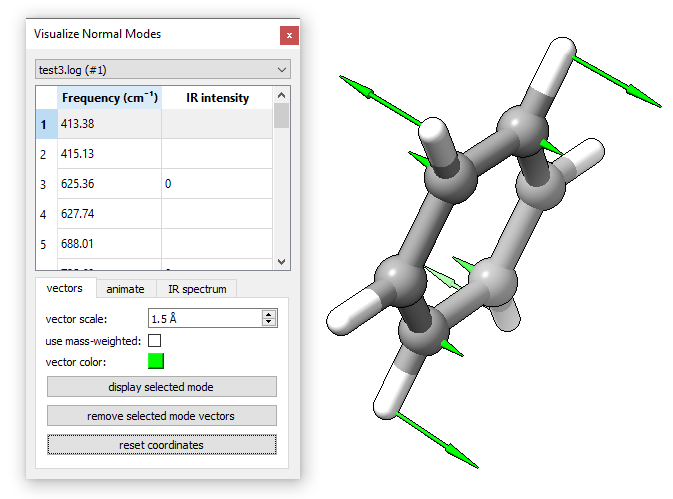 Visualize Normal Modes
test3.log (#1)
Frequency (cm⁻¹) IR intensity
1 413.38
2 415.13
3 625.36 0
4 627.74
5 688.01
vectors animate IR spectrum
vector scale: 1.5 Å
use mass-weighted:
vector color:
display selected mode
remove selected mode vectors
reset coordinates